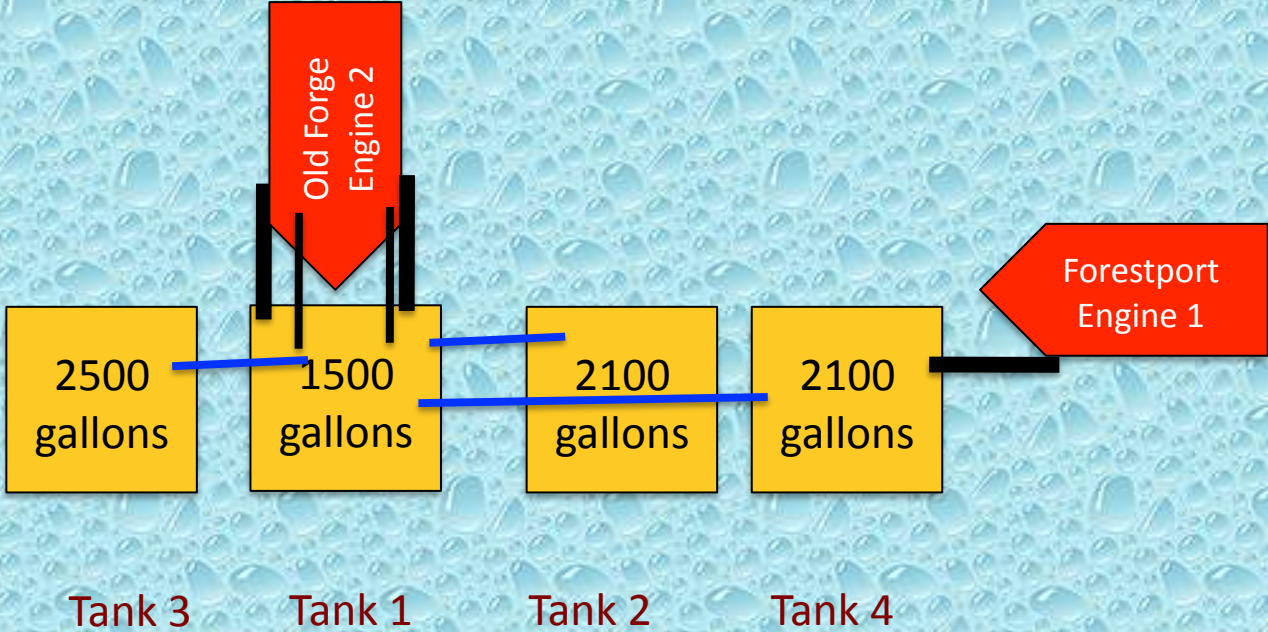 Old Forge
Engine 2
Forestport
Engine 1
2500
gallons
1500
gallons
2100
gallons
2100
gallons
Tank 3
Tank 1
Tank 2
Tank 4